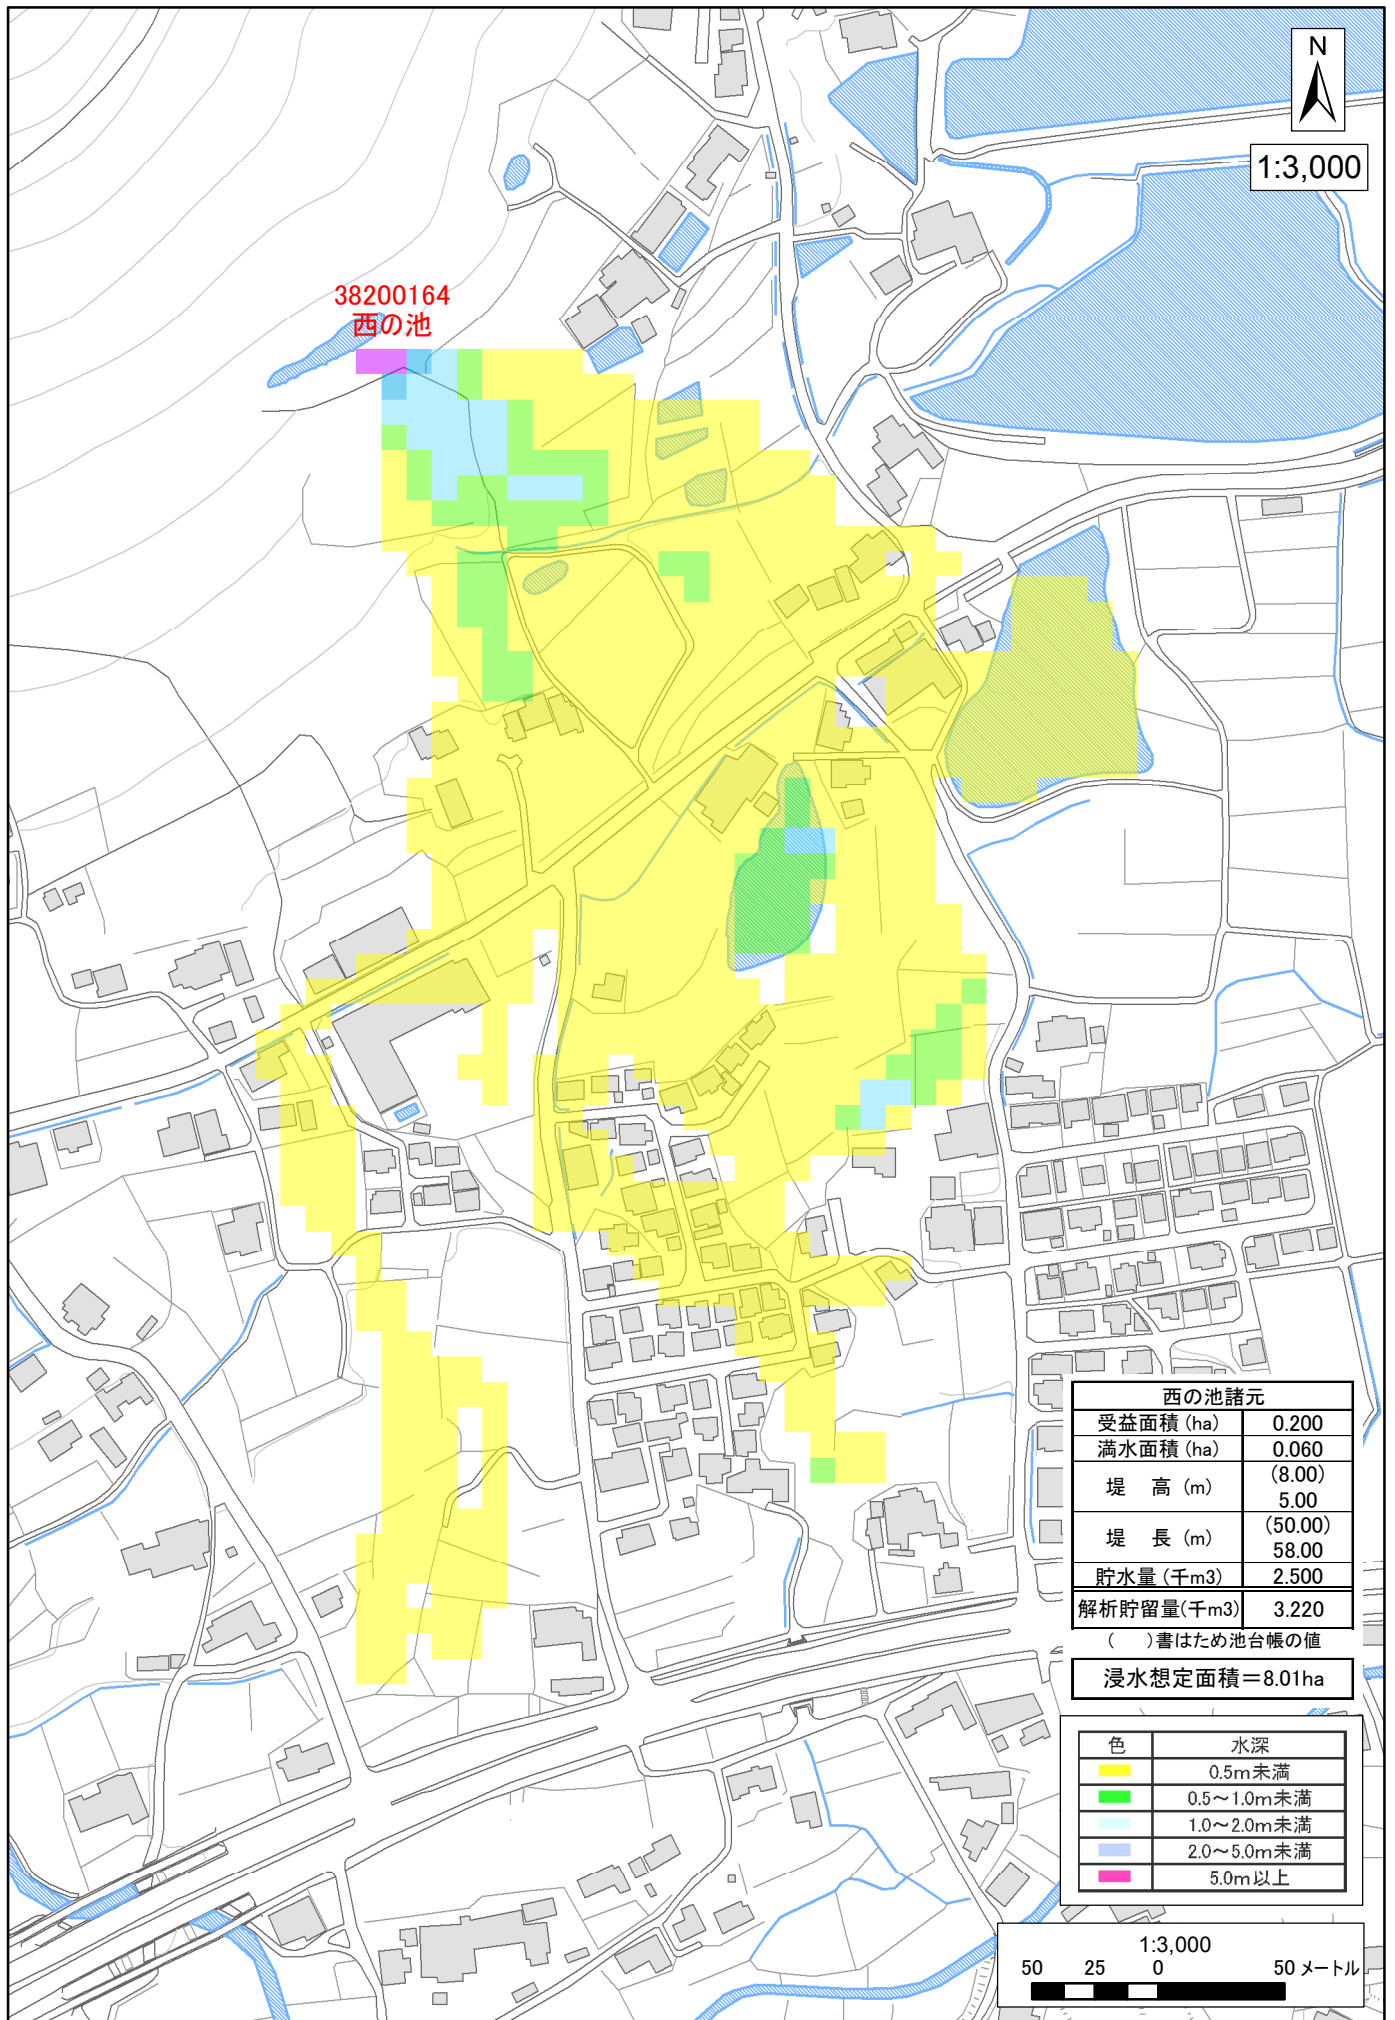 N
1:3,000
38200164
西の池
西の池諸元
受益面積 (ha) 0.200
満水面積 (ha) 0.060
堤 高 (m) (8.00)
5.00
堤 長 (m) (50.00)
58.00
貯水量 (千m3) 2.500
解析貯留量(千m3) 3.220
( )書はため池台帳の値
浸水想定面積＝8.01ha
色 水深
0.5m未満
0.5～1.0m未満
1.0～2.0m未満
2.0～5.0m未満
5.0m以上
1:3,000
50 25 0 50 メートル